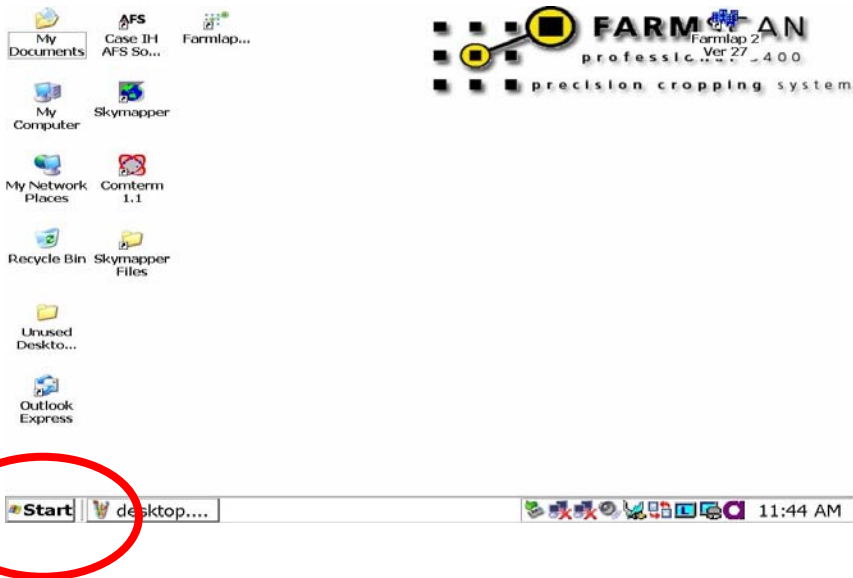 My
Documents
AFS
Case IH
AFS So...
Farmlap...
FARM AN
Farmlap 2
Ver 27
400
precision cropping system
My
Computer
Skymapper
My Network
Places
Comterm
1.1
Recycle Bin
Skymapper
Files
Unused
Deskto...
Outlook
Express
Start
desktop....
L
11:44 AM